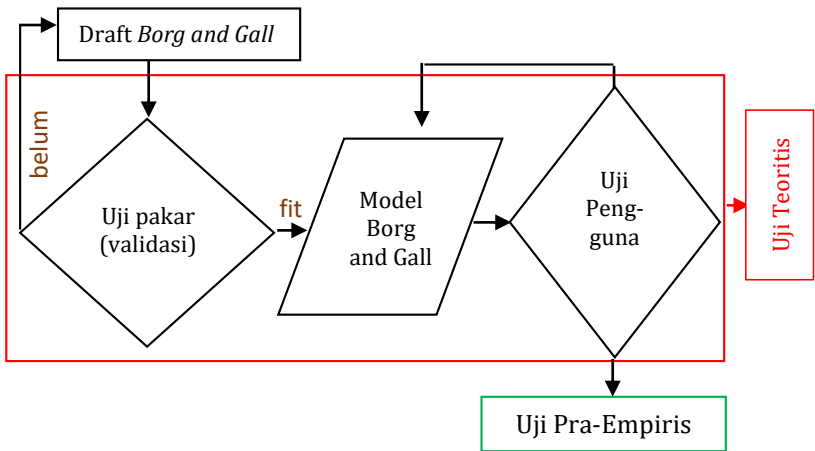 Draft Borg and Gall
belum
Uji pakar
(validasi)
fit
Model
Borg
and Gall
Uji
Peng-
guna
Uji Teoritis
Uji Pra-Empiris